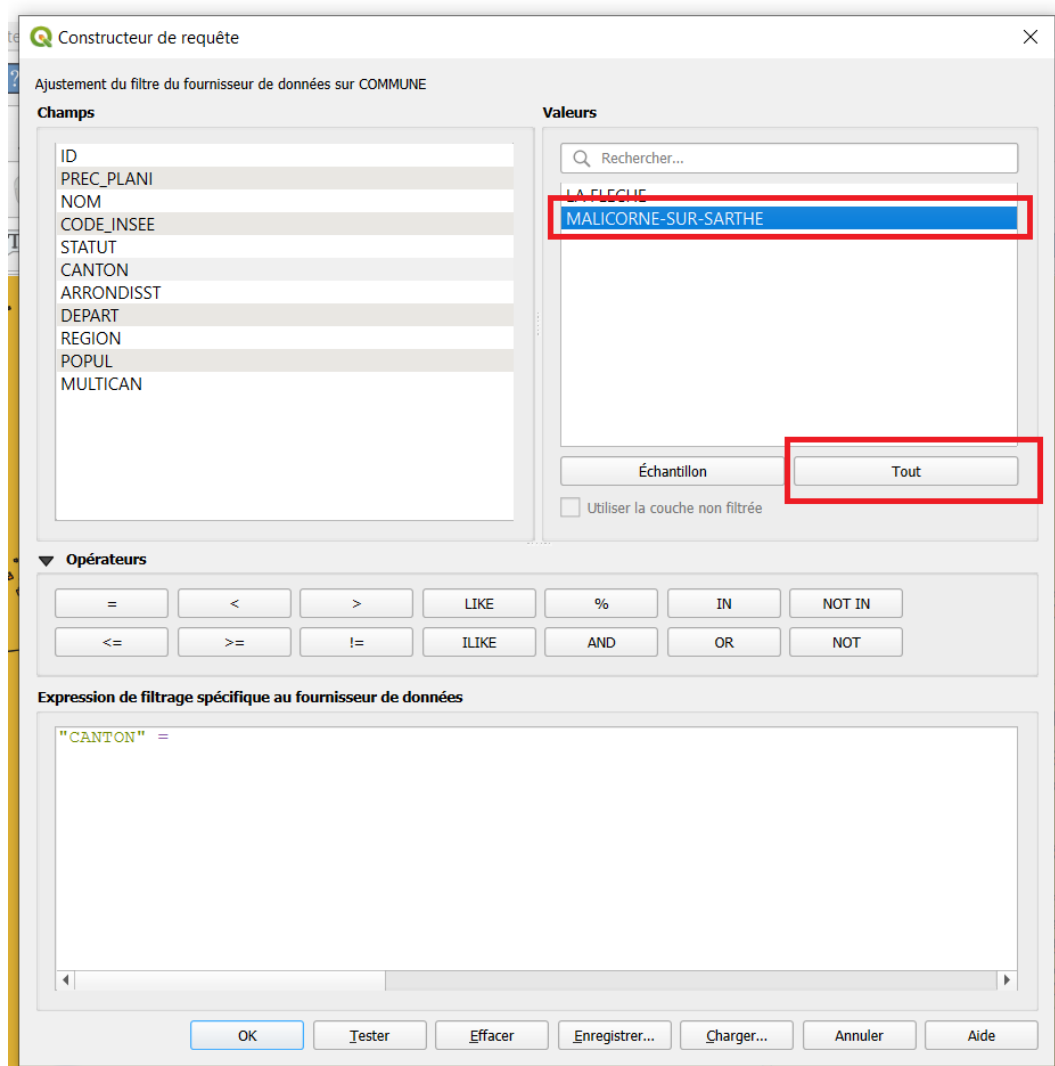 Constructeur de requête
Ajustement du filtre du fournisseur de données sur COMMUNE
Champs
ID
PREC_PLANI
NOM
CODE_INSEE
STATUT
CANTON
ARRONDISST
DEPART
REGION
POPUL
MULTICAN
Valeurs
Rechercher...
LA FLECHE
MALICORNE-SUR-SARTHE
Échantillon Tout
Utiliser la couche non filtrée
Opérateurs
= < > LIKE % IN NOT IN
<= >= != ILIKE AND OR NOT
Expression de filtrage spécifique au fournisseur de données
"CANTON" =
OK Tester Effacer Enregistrer... Charger... Annuler Aide